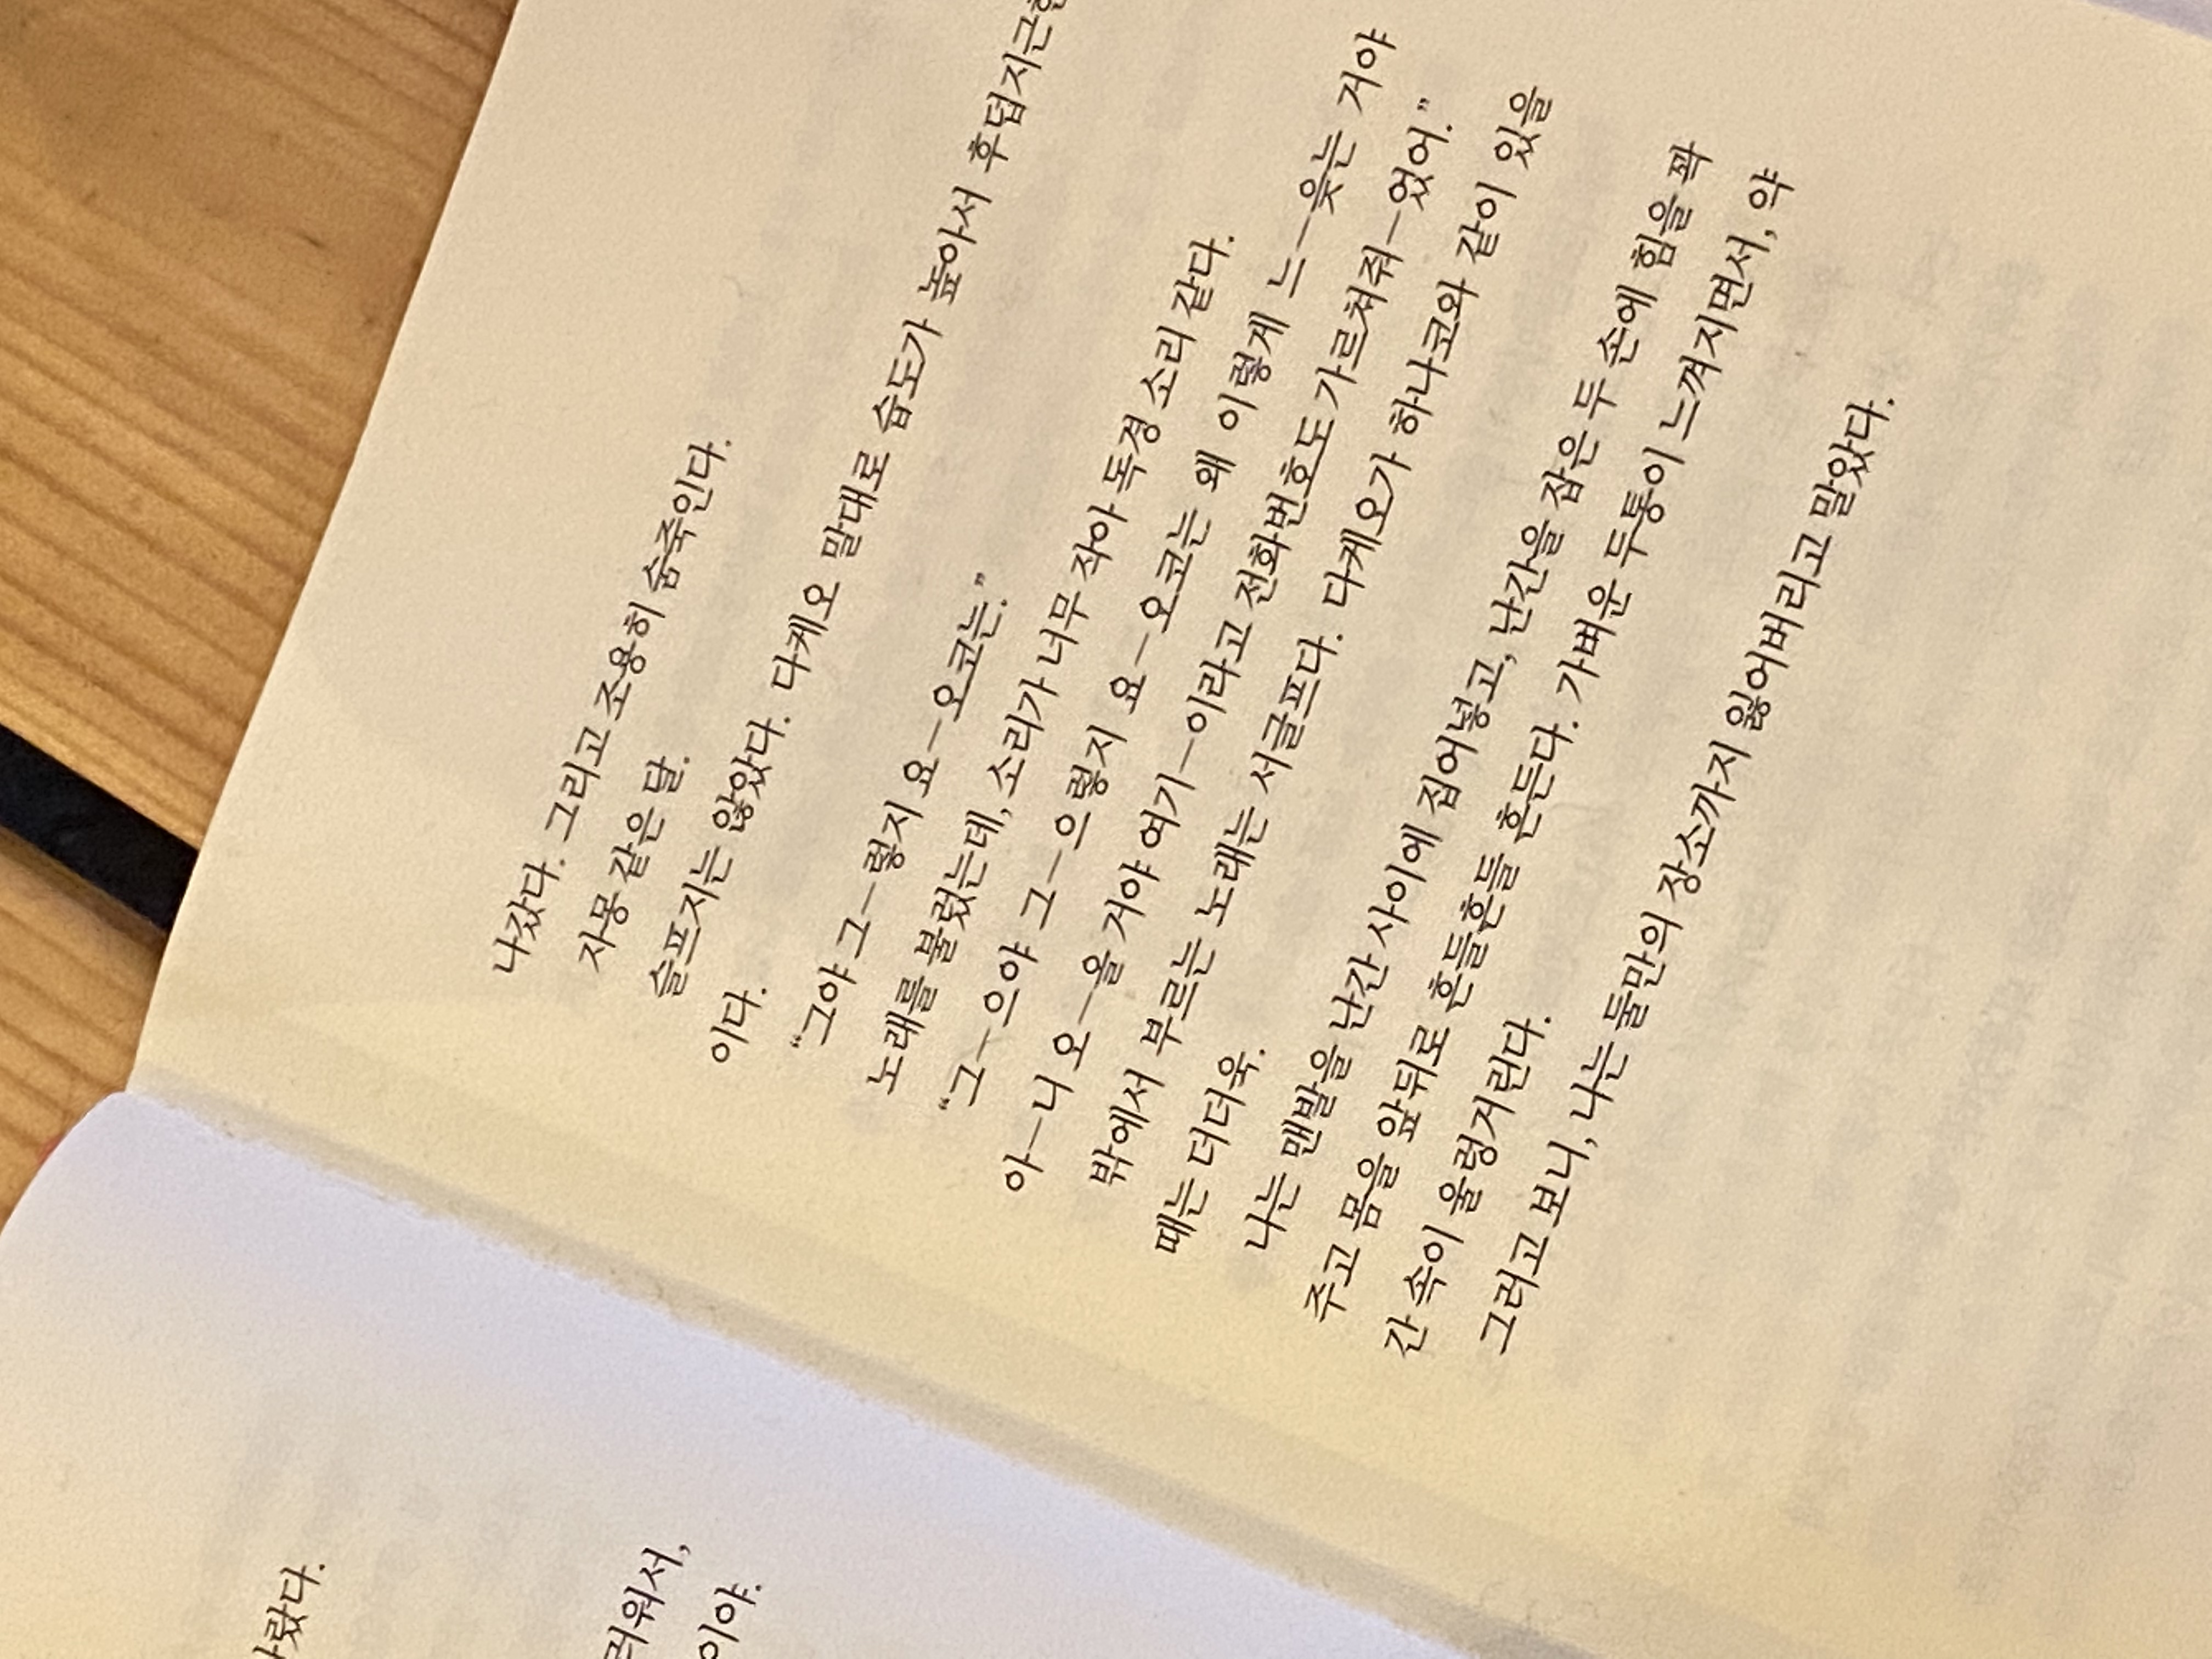 러워서,
이야.
나갔다. 그리고 조용히 숨죽인다.
자몽 같은 달.
슬프지는 않았다. 다케오 말대로 습도가 높아서 후덥지근한
이다.
“그야 그—렇지 요—오코는.”
노래를 불렀는데, 소리가 너무 작아 독경 소리 같다.
“그—으야 그—으렇지 요—오코는 왜 이렇게 느—읒는 거야
아—니 오—올 거야 여기—이라고 전화번호도 가르쳐줘—었어.”
밖에서 부르는 노래는 서글프다. 다케오가 하나코와 같이 있을
때는 더더욱.
나는 맨발을 난간 사이에 집어넣고, 난간을 잡은 두 손에 힘을 꽉
주고 몸을 앞뒤로 흔들흔들 흔든다. 가벼운 두통이 느껴지면서, 약
간 속이 울렁거린다.
그러고 보니, 나는 둘만의 장소까지 잃어버리고 말았다.